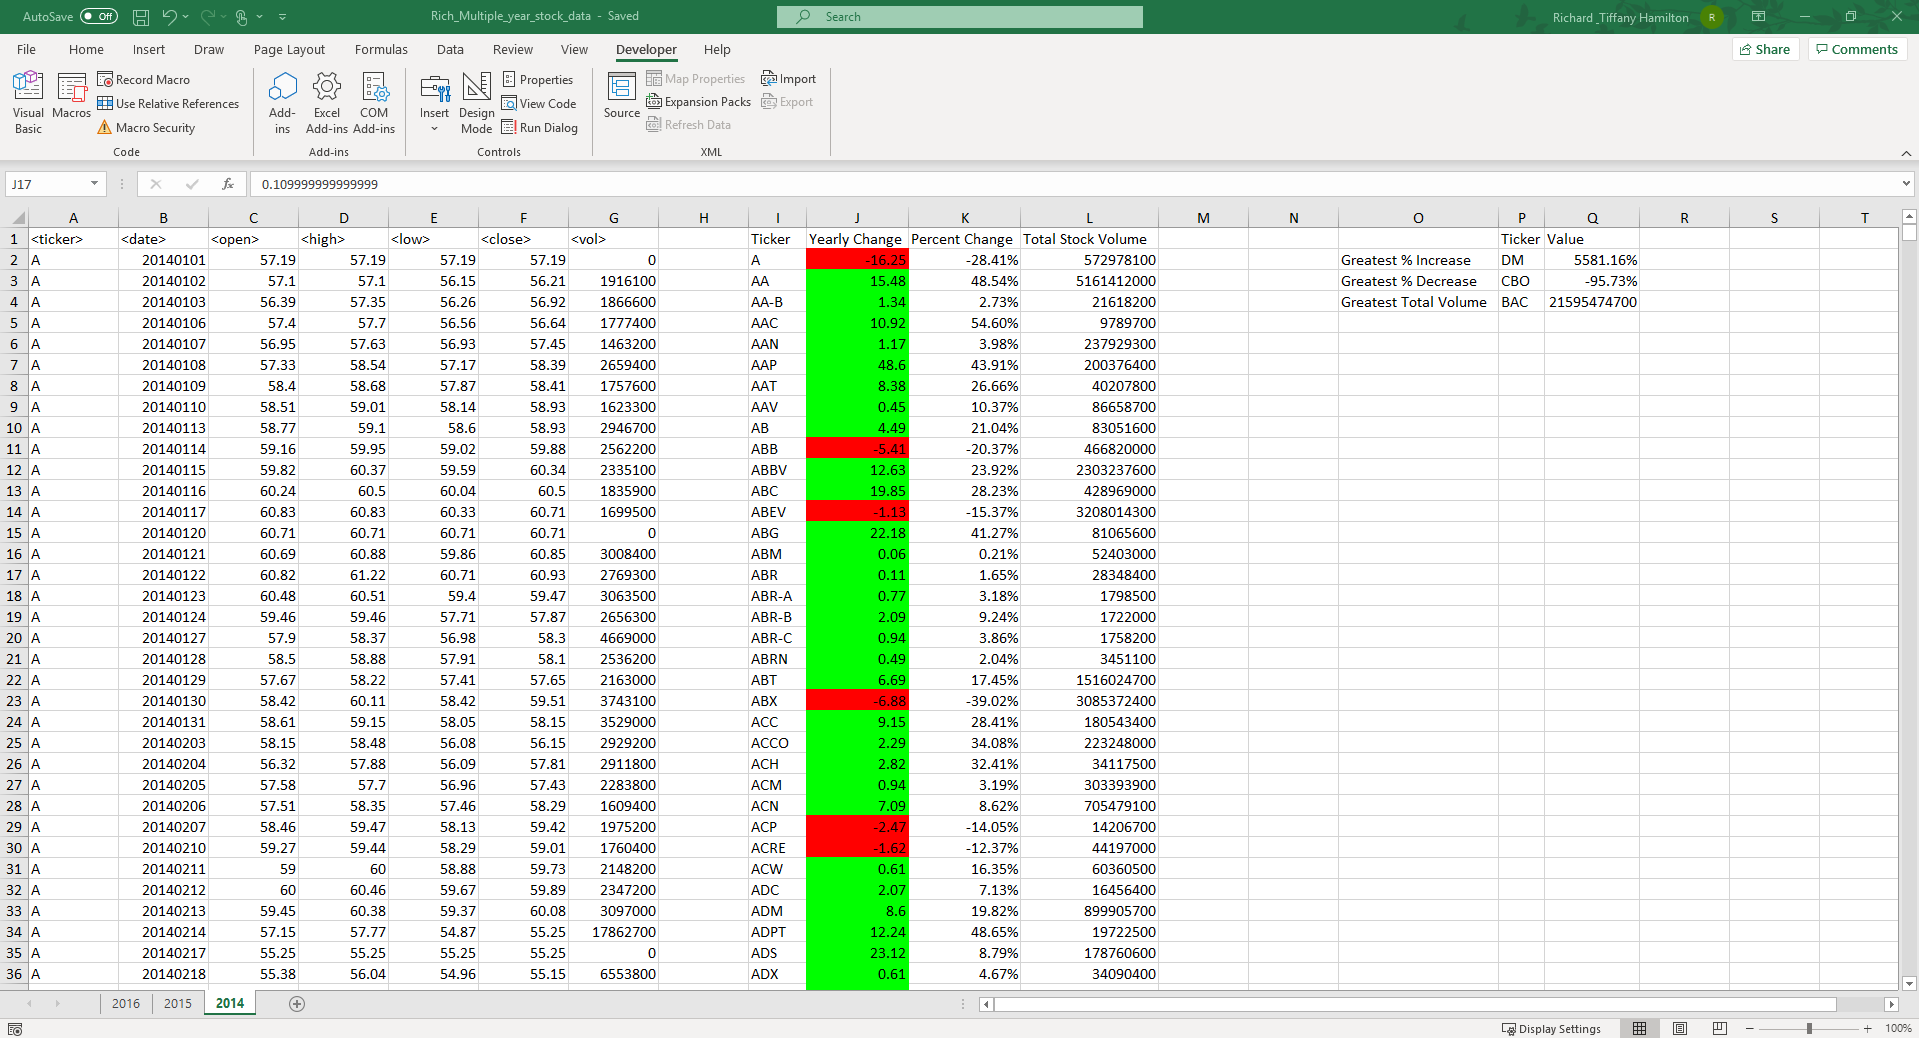 AutoSave Off Rich_Multiple_year_stock_data - Saved Search Richard _Tiffany Hamilton R
File Home Insert Draw Page Layout Formulas Data Review View Developer Help Share Comments
Visual Basic Macros Record Macro Use Relative References Macro Security Code
Add-ins Excel Add-ins COM Add-ins Add-ins
Insert Design Mode Properties View Code Run Dialog Controls
Source Map Properties Expansion Packs Refresh Data Import Export XML
J17 fx 0.109999999999999
A B C D E F G H I J K L M N O P Q R S T
1 <ticker> <date> <open> <high> <low> <close> <vol> Ticker Yearly Change Percent Change Total Stock Volume Ticker Value
2 A 20140101 57.19 57.19 57.19 57.19 0 A -16.25 -28.41% 572978100 Greatest % Increase DM 5581.16%
3 A 20140102 57.1 57.1 56.15 56.21 1916100 AA 15.48 48.54% 5161412000 Greatest % Decrease CBO -95.73%
4 A 20140103 56.39 57.35 56.26 56.92 1866600 AA-B 1.34 2.73% 21618200 Greatest Total Volume BAC 21595474700
5 A 20140106 57.4 57.7 56.56 56.64 1777400 AAC 10.92 54.60% 9789700
6 A 20140107 56.95 57.63 56.93 57.45 1463200 AAN 1.17 3.98% 237929300
7 A 20140108 57.33 58.54 57.17 58.39 2659400 AAP 48.6 43.91% 200376400
8 A 20140109 58.4 58.68 57.87 58.41 1757600 AAT 8.38 26.66% 40207800
9 A 20140110 58.51 59.01 58.14 58.93 1623300 AAV 0.45 10.37% 86658700
10 A 20140113 58.77 59.1 58.6 58.93 2946700 AB 4.49 21.04% 83051600
11 A 20140114 59.16 59.95 59.02 59.88 2562200 ABB -5.41 -20.37% 466820000
12 A 20140115 59.82 60.37 59.59 60.34 2335100 ABBV 12.63 23.92% 2303237600
13 A 20140116 60.24 60.5 60.04 60.5 1835900 ABC 19.85 28.23% 428969000
14 A 20140117 60.83 60.83 60.33 60.71 1699500 ABEV -1.13 -15.37% 3208014300
15 A 20140120 60.71 60.71 60.71 60.71 0 ABG 22.18 41.27% 81065600
16 A 20140121 60.69 60.88 59.86 60.85 3008400 ABM 0.06 0.21% 52403000
17 A 20140122 60.82 61.22 60.71 60.93 2769300 ABR 0.11 1.65% 28348400
18 A 20140123 60.48 60.51 59.4 59.47 3063500 ABR-A 0.77 3.18% 1798500
19 A 20140124 59.46 59.46 57.71 57.87 2656300 ABR-B 2.09 9.24% 1722000
20 A 20140127 57.9 58.37 56.98 58.3 4669000 ABR-C 0.94 3.86% 1758200
21 A 20140128 58.5 58.88 57.91 58.1 2536200 ABRN 0.49 2.04% 3451100
22 A 20140129 57.67 58.22 57.41 57.65 2163000 ABT 6.69 17.45% 1516024700
23 A 20140130 58.42 60.11 58.42 59.51 3743100 ABX -6.88 -39.02% 3085372400
24 A 20140131 58.61 59.15 58.05 58.15 3529000 ACC 9.15 28.41% 180543400
25 A 20140203 58.15 58.48 56.08 56.15 2929200 ACCO 2.29 34.08% 223248000
26 A 20140204 56.32 57.88 56.09 57.81 2911800 ACH 2.82 32.41% 34117500
27 A 20140205 57.58 57.7 56.96 57.43 2283800 ACM 0.94 3.19% 303393900
28 A 20140206 57.51 58.35 57.46 58.29 1609400 ACN 7.09 8.62% 705479100
29 A 20140207 58.46 59.47 58.13 59.42 1975200 ACP -2.47 -14.05% 14206700
30 A 20140210 59.27 59.44 58.29 59.01 1760400 ACRE -1.62 -12.37% 44197000
31 A 20140211 59 60 58.88 59.73 2148200 ACW 0.61 16.35% 60360500
32 A 20140212 60 60.46 59.67 59.89 2347200 ADC 2.07 7.13% 16456400
33 A 20140213 59.45 60.38 59.37 60.08 3097000 ADM 8.6 19.82% 899905700
34 A 20140214 57.15 57.77 54.87 55.25 17862700 ADPT 12.24 48.65% 19722500
35 A 20140217 55.25 55.25 55.25 55.25 0 ADS 23.12 8.79% 178760600
36 A 20140218 55.38 56.04 54.96 55.15 6553800 ADX 0.61 4.67% 34090400
2016 2015 2014
Display Settings 100%